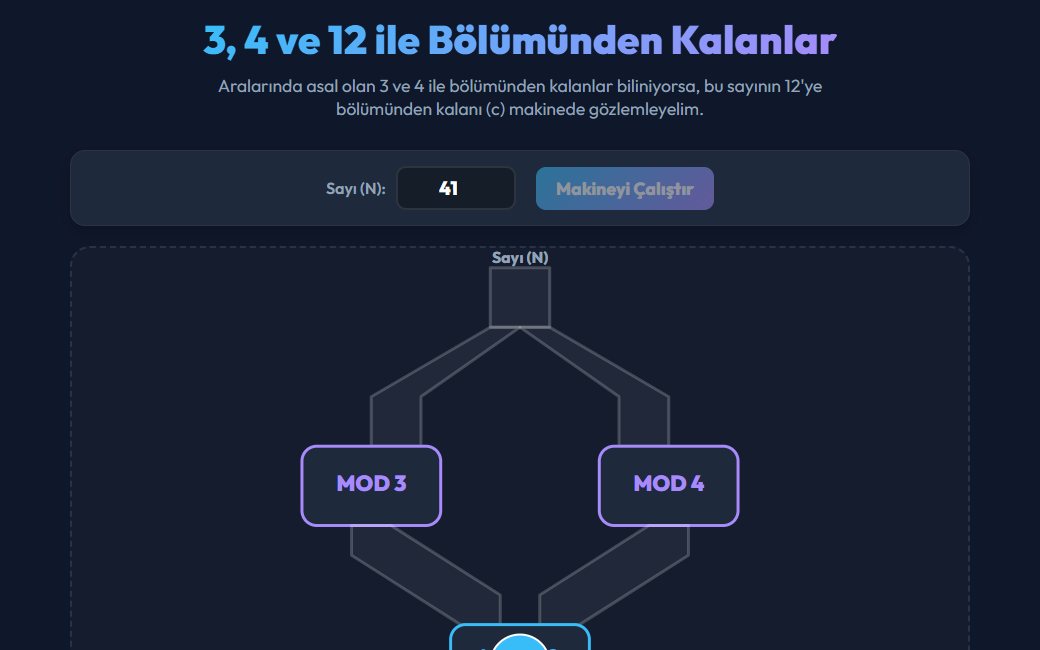 3, 4 ve 12 ile Bölümünden Kalanlar
Aralarında asal olan 3 ve 4 ile bölümünden kalanlar biliniyorsa, bu sayının 12'ye
bölümünden kalanı (c) makinede gözlemleyelim.
Sayı (N): 41 Makineyi Çalıştır
Sayı (N)
MOD 3 MOD 4